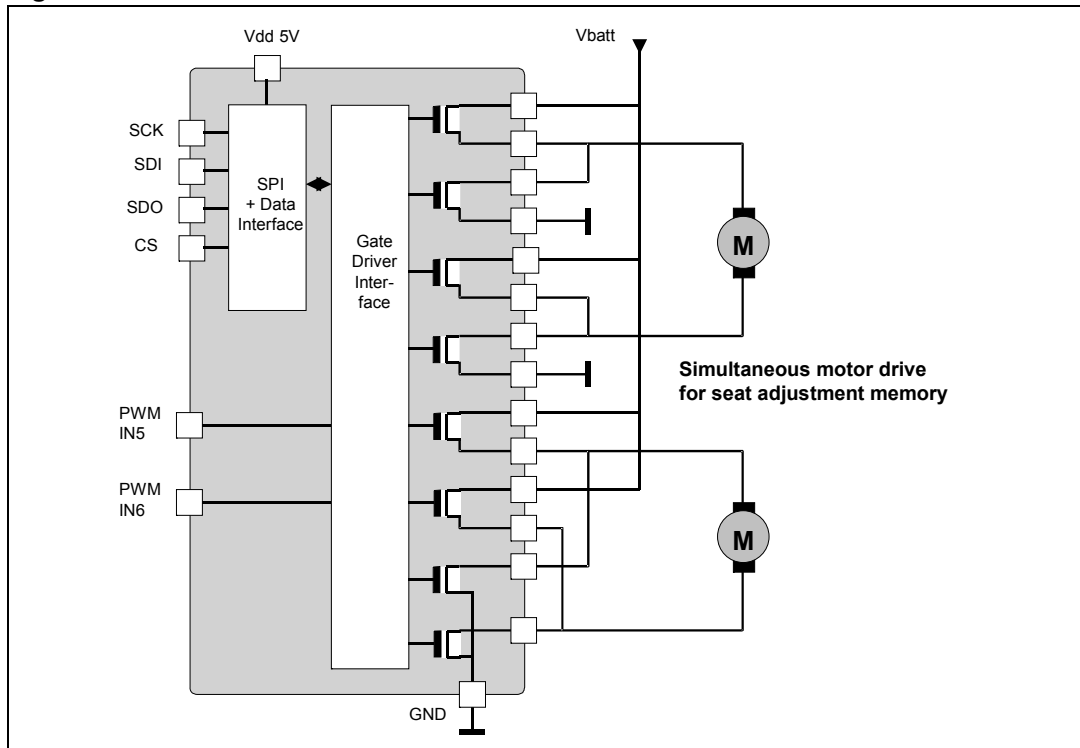 Vdd 5V
Vbatt
SCK
SDI
SDO
CS
SPI
+ Data
Interface
Gate
Driver
Inter-
face
M
Simultaneous motor drive
for seat adjustment memory
PWM
IN5
PWM
IN6
M
GND